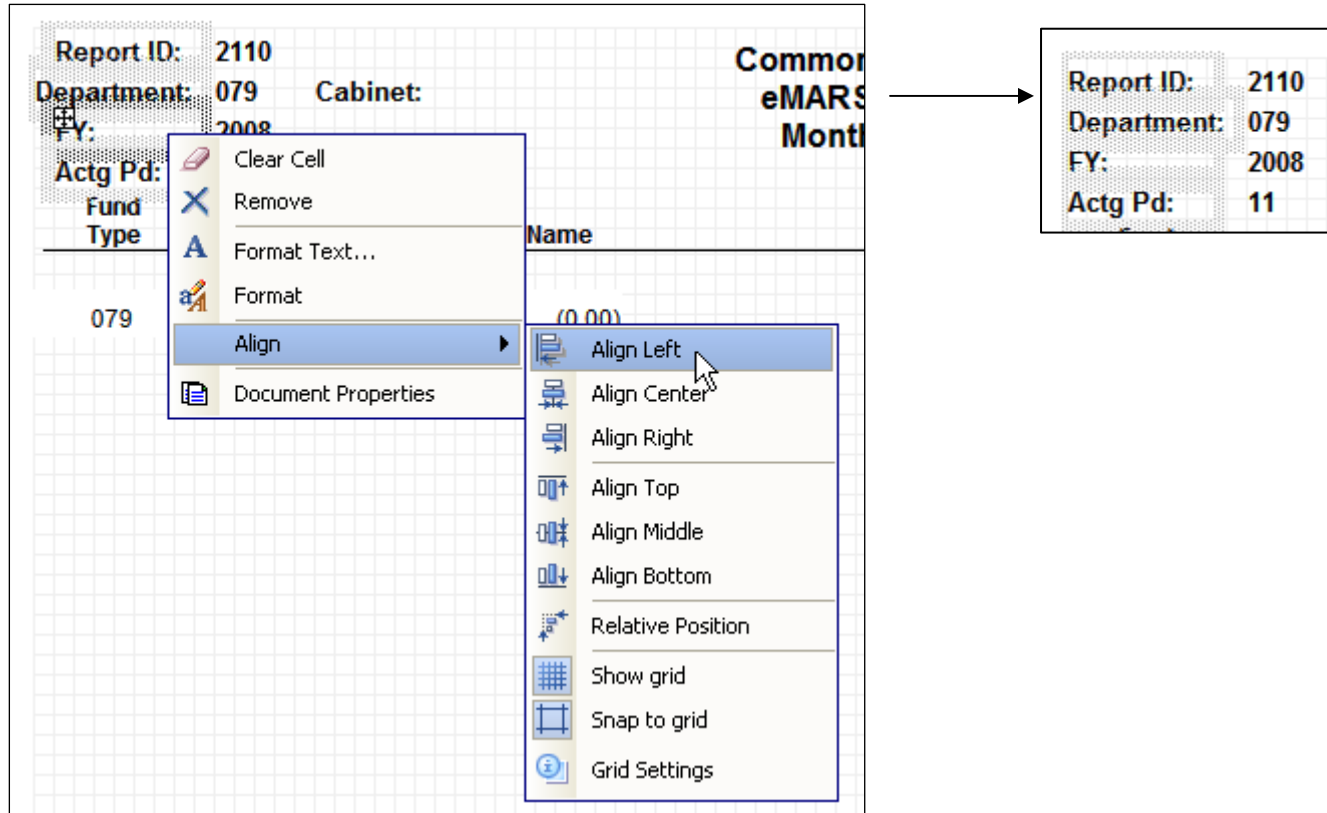 Report ID: 2110
Department: 079 Cabinet:
FY: 2008
Actg Pd:
Fund
Type
Name
079
(0.00)
eMARS
Clear Cell
Remove
Format Text...
Format
Align
Document Properties
Align Left
Align Center
Align Right
Align Top
Align Middle
Align Bottom
Relative Position
Show grid
Snap to grid
Grid Settings
Report ID: 2110
Department: 079
FY: 2008
Actg Pd: 11